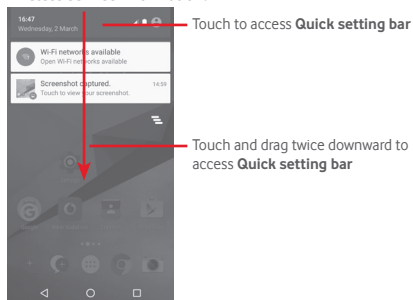 16:47
Wednesday, 2 March
Touch to access Quick setting bar
Wi-Fi networks available
Open Wi-Fi networks available
Screenshot captured.
14:59
Touch to view your screenshot.
Touch and drag twice downward to
access Quick setting bar